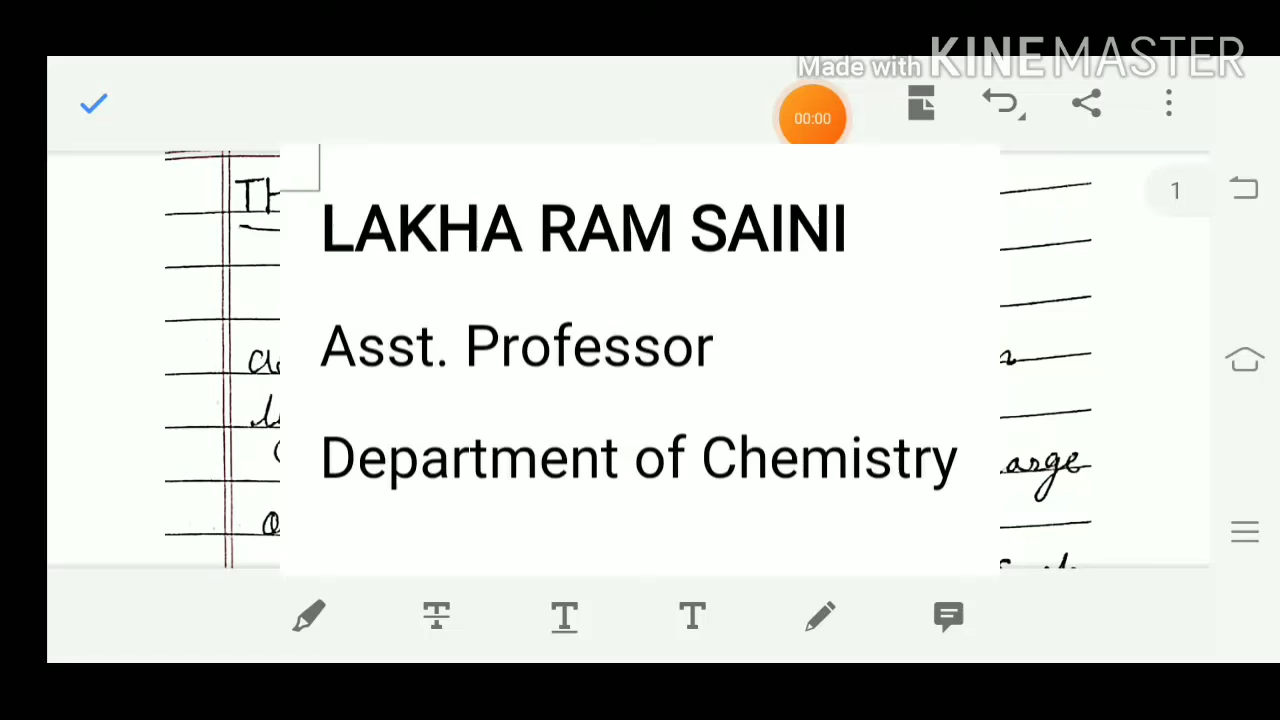 Made with KINEMASTER
00:00
1
LAKHA RAM SAINI
Asst. Professor
Department of Chemistry